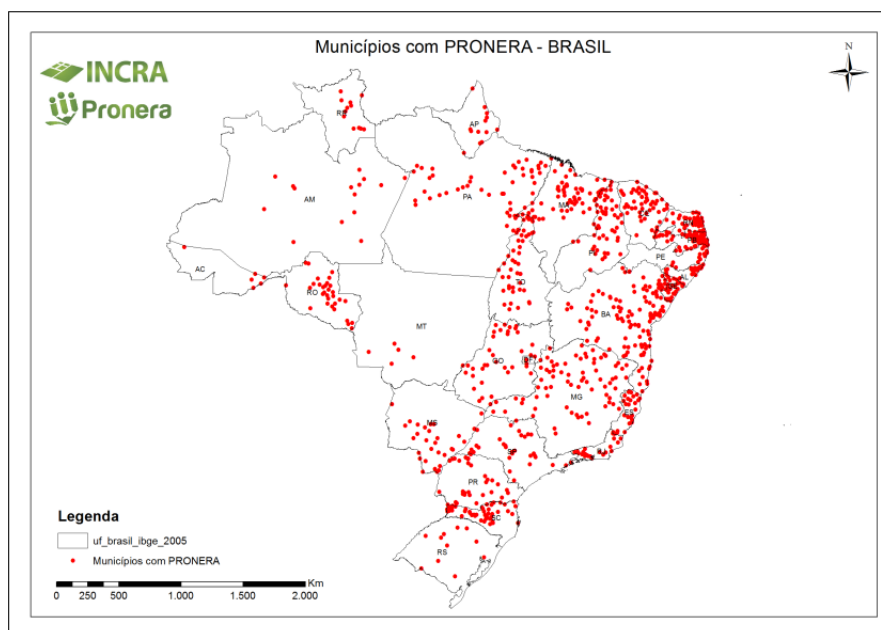 Municípios com PRONERA - BRASIL
N
INCRA
Pronera
RR
AP
AM
PA
MA
CE
RN
PB
PI
PE
AC
RO
TO
BA
MT
GO
DF
MG
ES
MS
SP
RJ
PR
SC
RS
Legenda
uf_brasil_ibge_2005
Municípios com PRONERA
Km
0 250 500 1.000 1.500 2.000